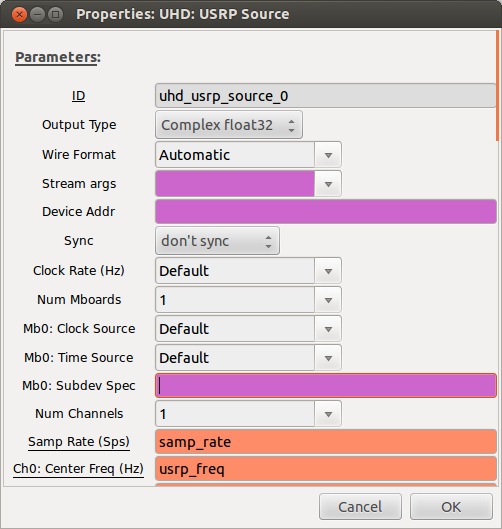 Properties: UHD: USRP Source
Parameters:
ID uhd_usrp_source_0
Output Type Complex float32
Wire Format Automatic
Stream args
Device Addr
Sync don't sync
Clock Rate (Hz) Default
Num Mboards 1
Mb0: Clock Source Default
Mb0: Time Source Default
Mb0: Subdev Spec
Num Channels 1
Samp Rate (Sps) samp_rate
Ch0: Center Freq (Hz) usrp_freq
Cancel OK